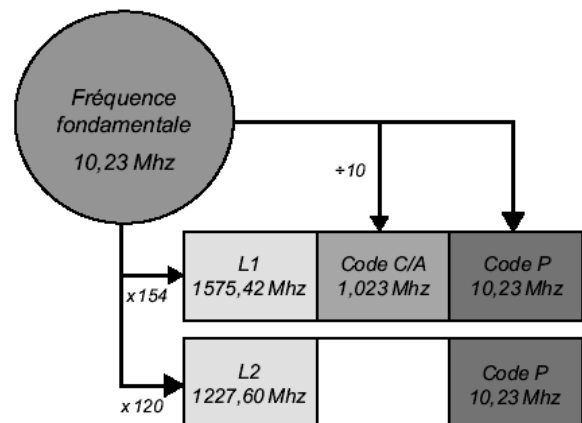 Fréquence
fondamentale
10,23 Mhz
÷10
x154
L1
1575,42 Mhz
Code C/A
1,023 Mhz
Code P
10,23 Mhz
x120
L2
1227,60 Mhz
Code P
10,23 Mhz